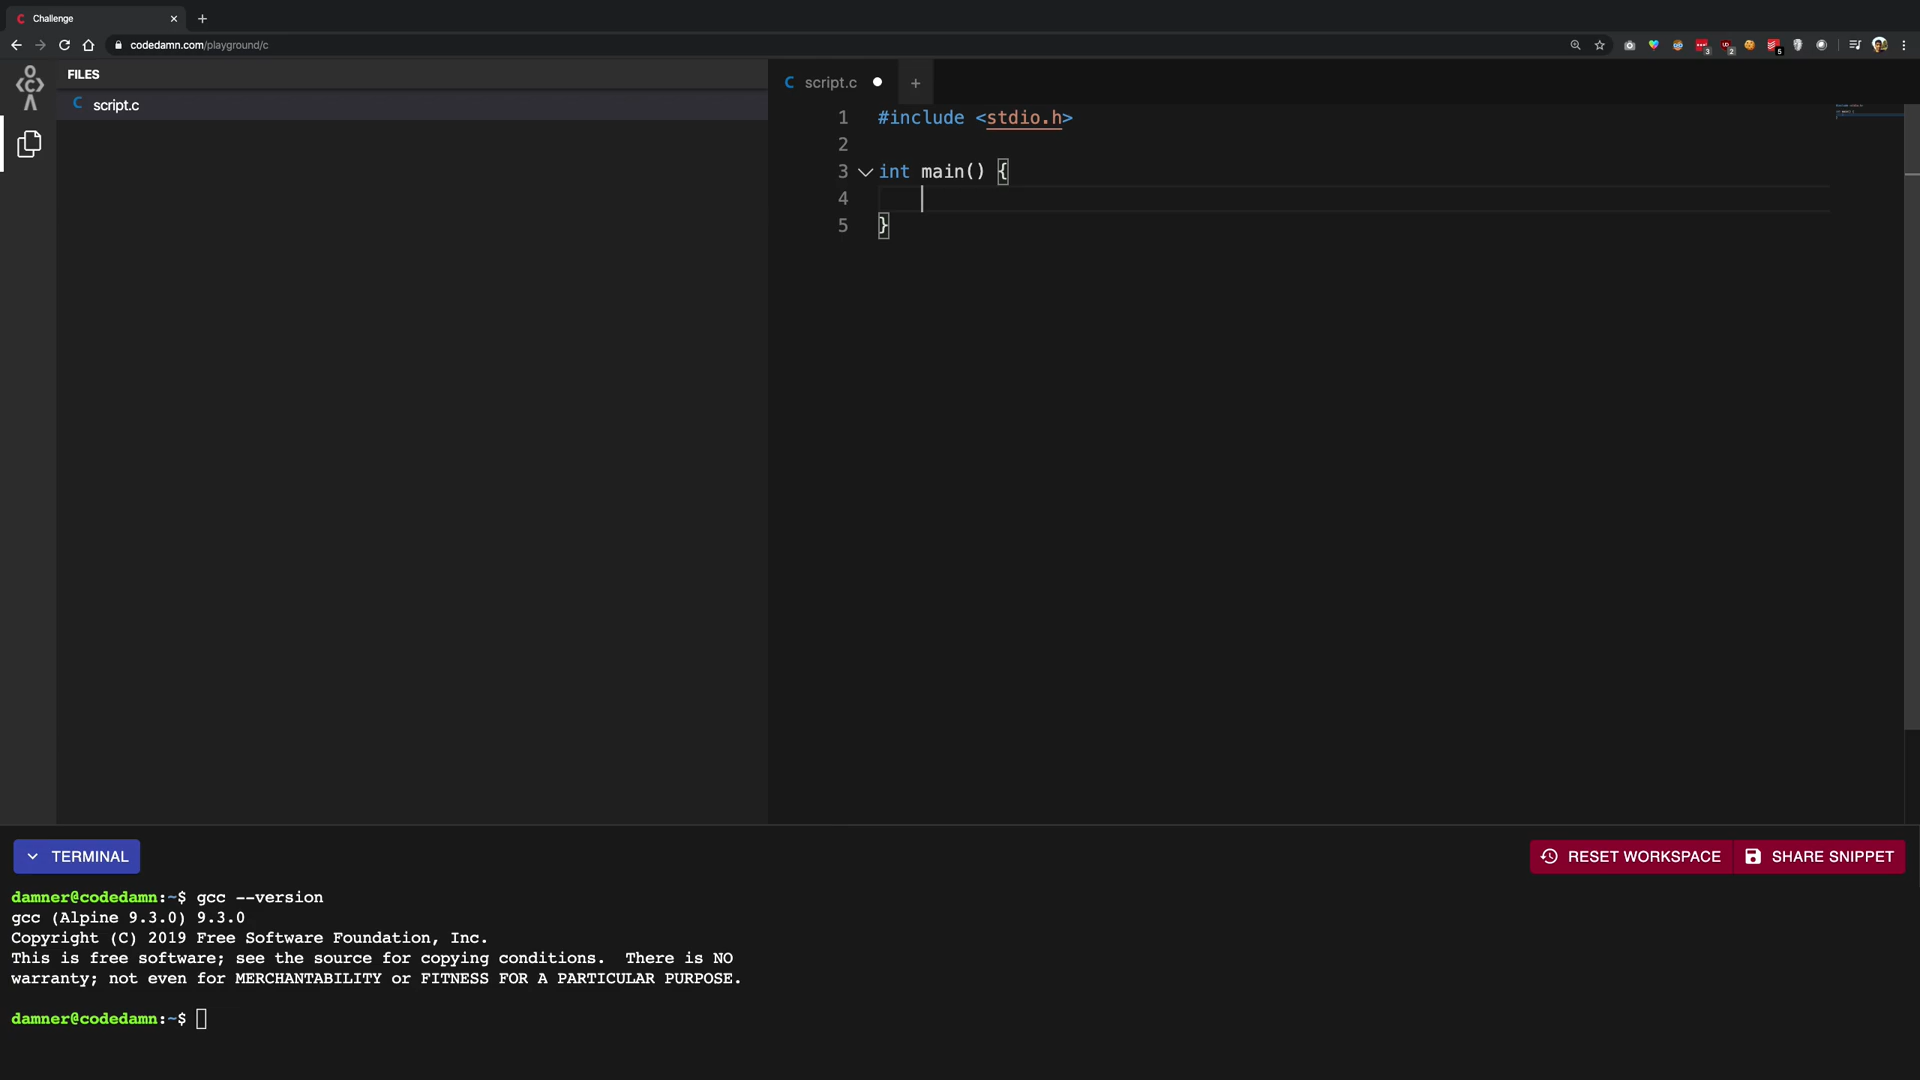 Challenge
codedamn.com/playground/c
FILES
script.c
script.c
1 #include <stdio.h>
2
3 int main() {
4
5 }
TERMINAL
RESET WORKSPACE
SHARE SNIPPET
damner@codedamn:~$ gcc --version
gcc (Alpine 9.3.0) 9.3.0
Copyright (C) 2019 Free Software Foundation, Inc.
This is free software; see the source for copying conditions.  There is NO
warranty; not even for MERCHANTABILITY or FITNESS FOR A PARTICULAR PURPOSE.
damner@codedamn:~$